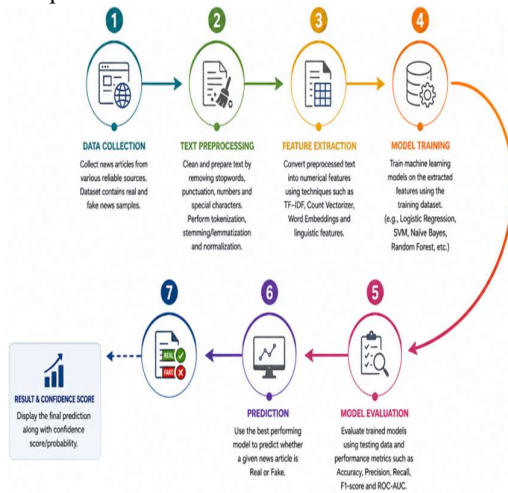 1
2
3
4
DATA COLLECTION
Collect news articles from
various reliable sources.
Dataset contains real and
fake news samples.
TEXT PREPROCESSING
Clean and prepare text by
removing stopwords,
punctuation, numbers and
special characters.
Perform tokenization,
stemming/lemmatization
and normalization.
FEATURE EXTRACTION
Convert preprocessed text
into numerical features
using techniques such as
TF-IDF, Count Vectorizer,
Word Embeddings and
linguistic features.
MODEL TRAINING
Train machine learning
models on the extracted
features using the
training dataset.
(e.g., Logistic Regression,
SVM, Naïve Bayes,
Random Forest, etc.)
7
6
5
REAL
FAKE
RESULT & CONFIDENCE SCORE
Display the final prediction
along with confidence
score/probability.
PREDICTION
Use the best performing
model to predict whether
a given news article is
Real or Fake.
MODEL EVALUATION
Evaluate trained models
using testing data and
performance metrics such as
Accuracy, Precision, Recall,
F1-score and ROC-AUC.